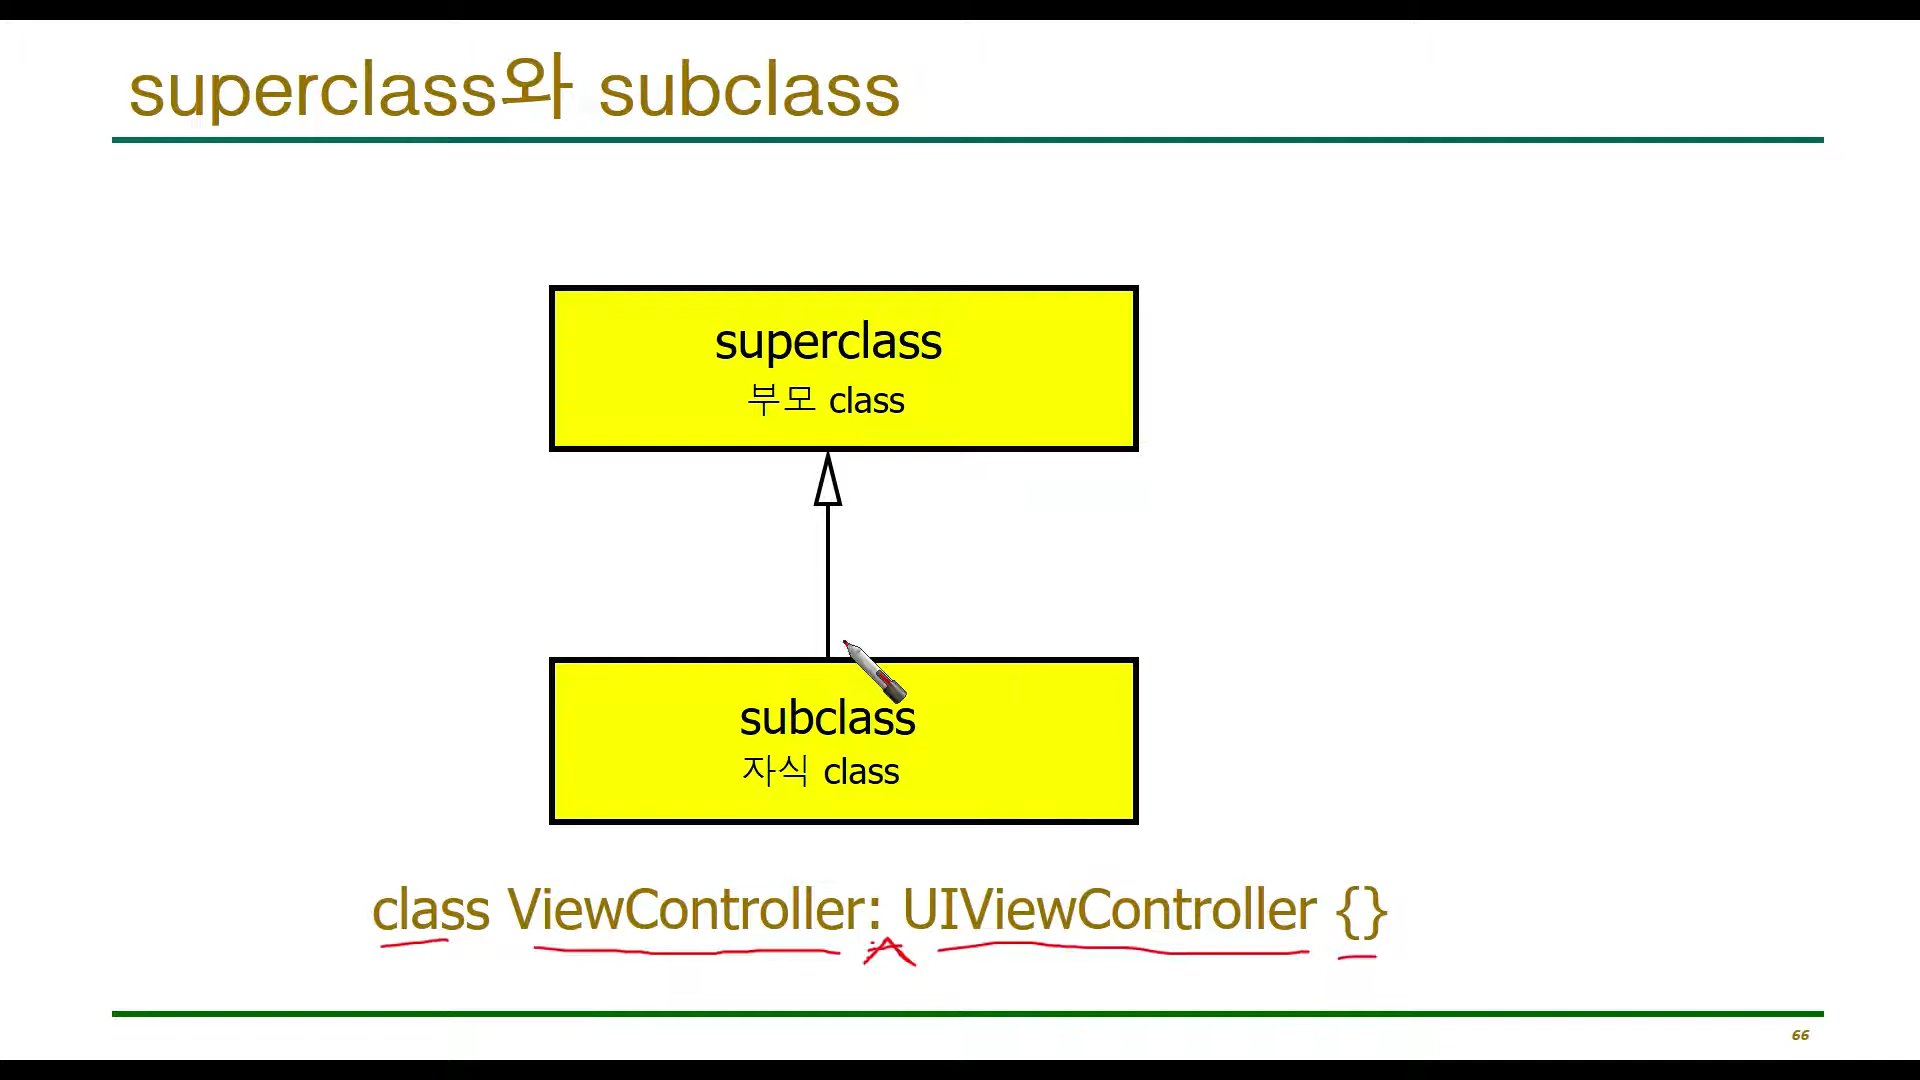 superclass와 subclass
superclass
부모 class
subclass
자식 class
class ViewController: UIViewController {}
66